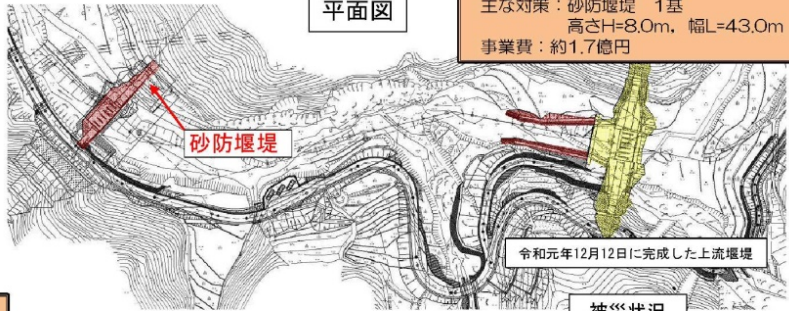 平面図
主な対策：砂防堰堤　1基
高さH=8.0m，幅L=43.0m
事業費：約1.7億円
砂防堰堤
令和元年12月12日に完成した上流堰堤
被災状況